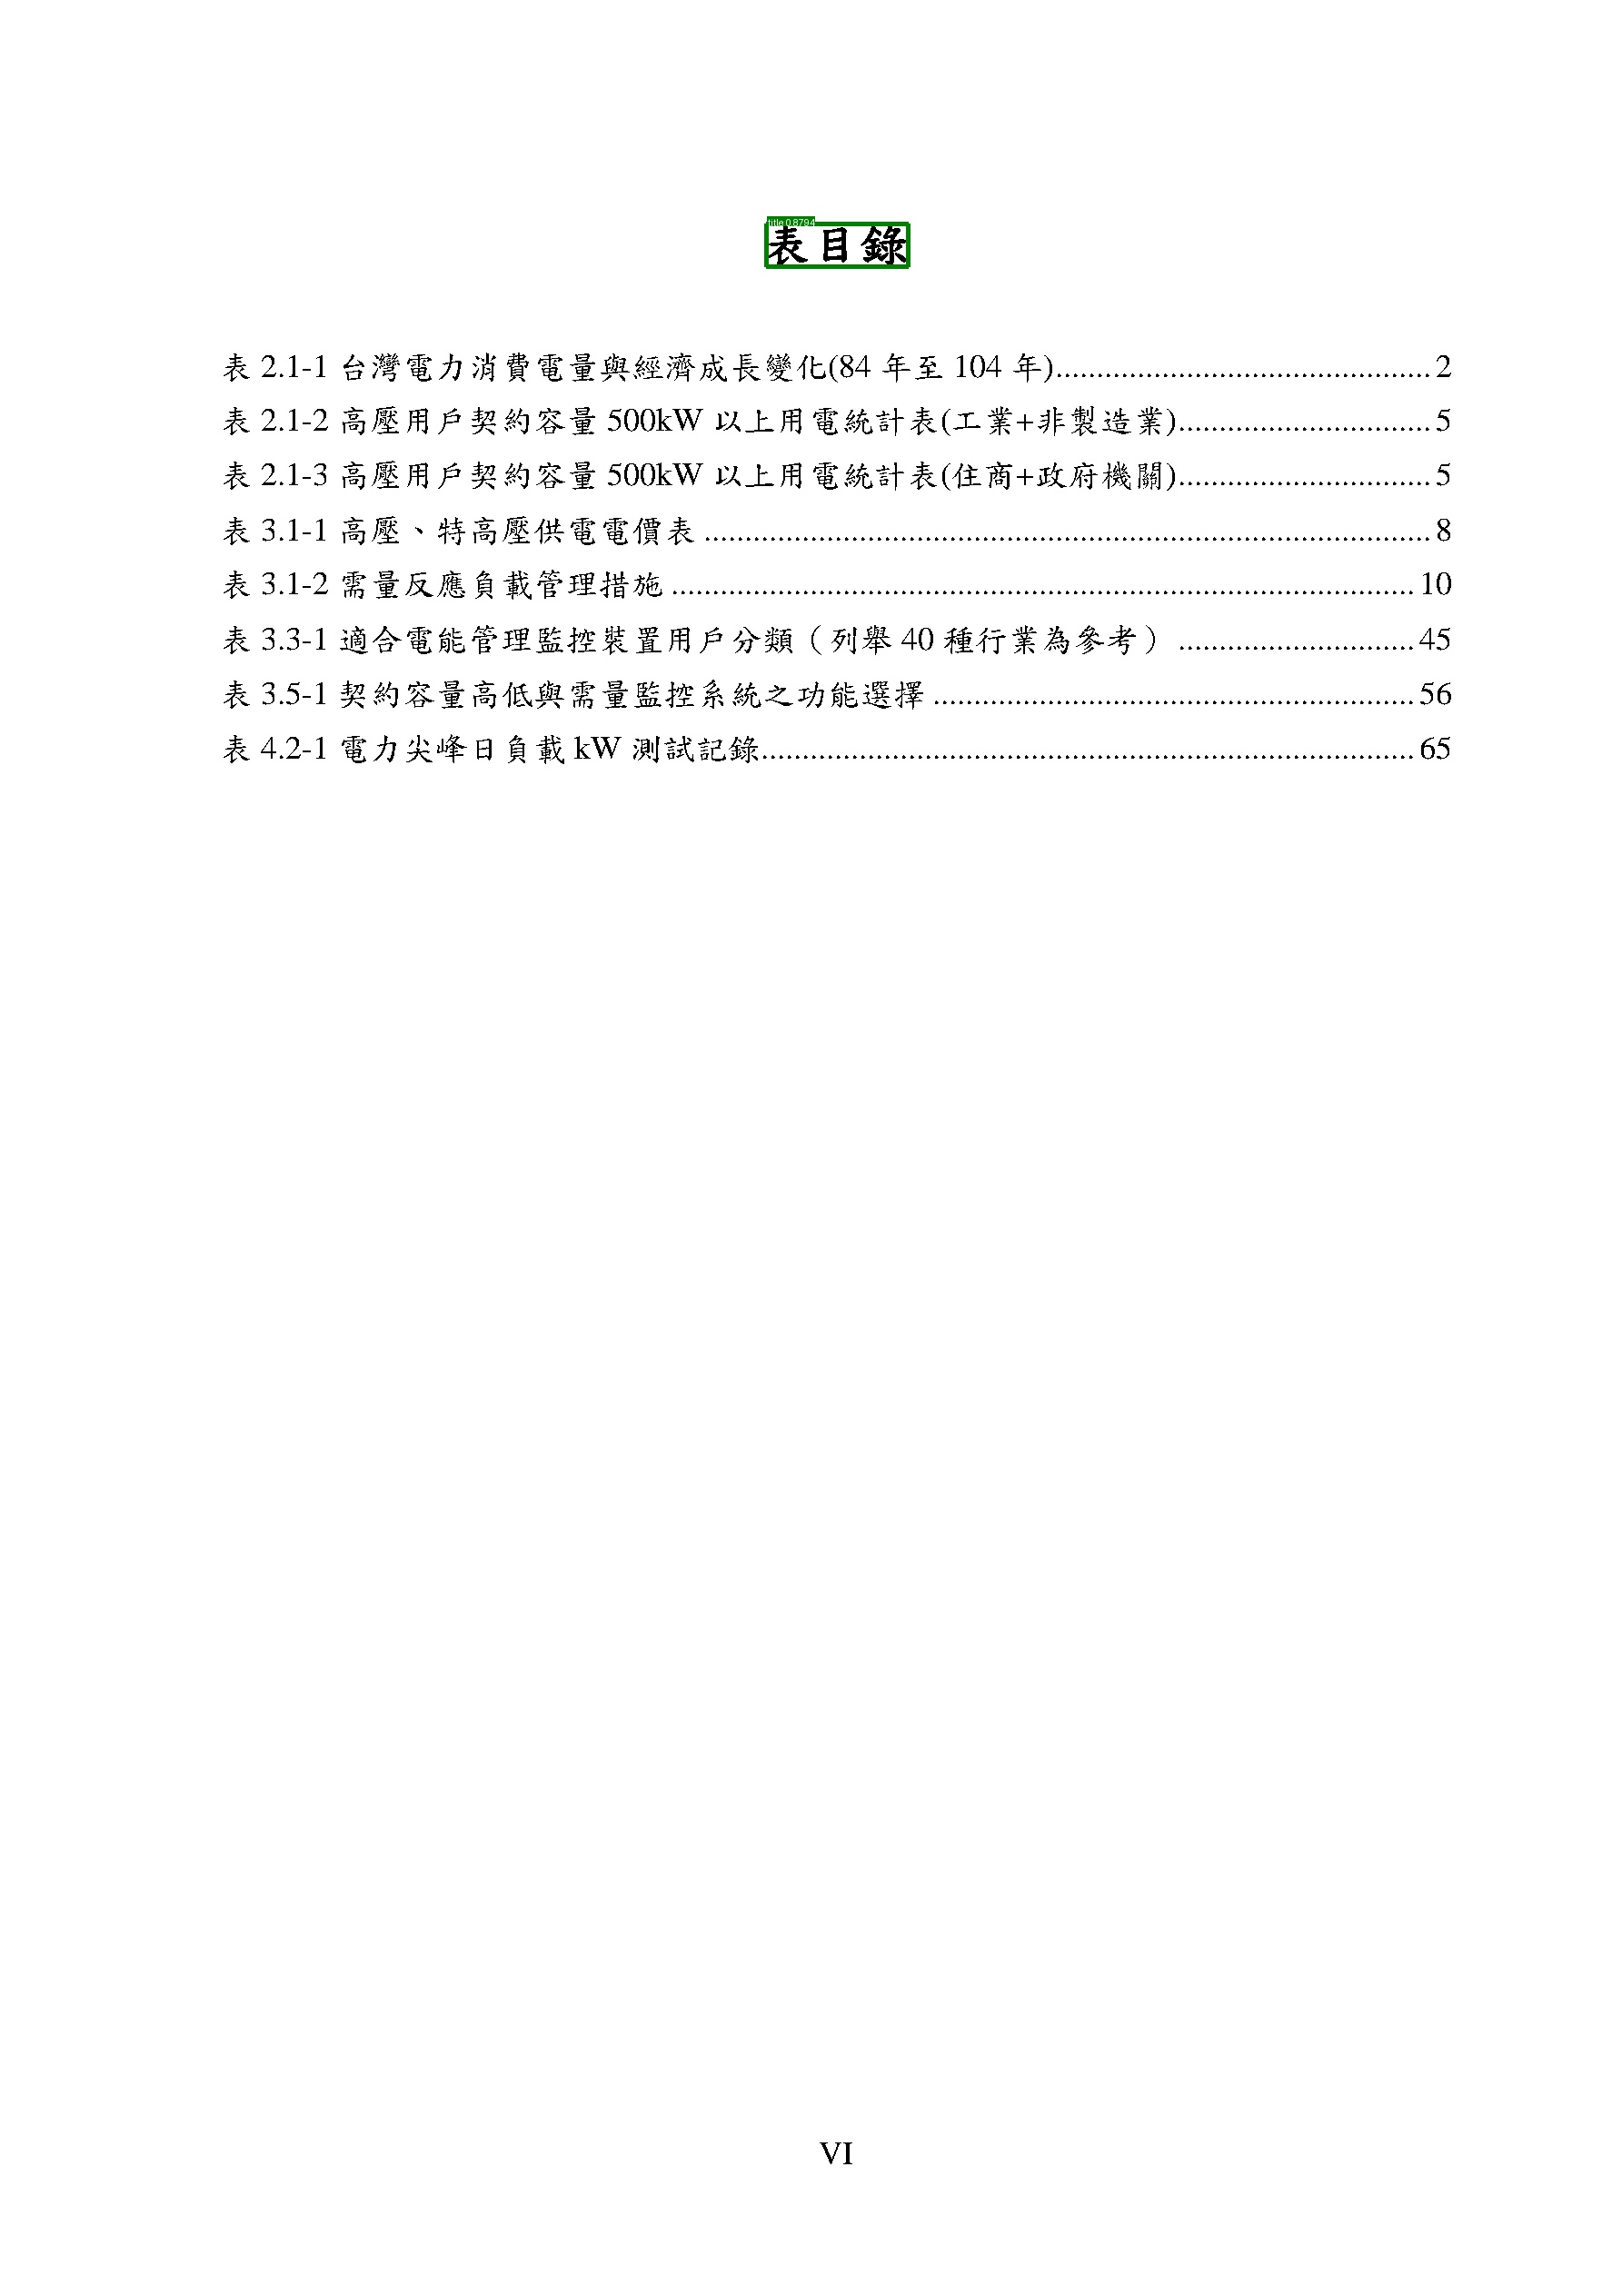 title 0.8794
表目錄
表 2.1-1 台灣電力消費電量與經濟成長變化(84 年至 104 年)..............................................2
表 2.1-2 高壓用戶契約容量 500kW 以上用電統計表(工業+非製造業)...............................5
表 2.1-3 高壓用戶契約容量 500kW 以上用電統計表(住商+政府機關)...............................5
表 3.1-1 高壓、特高壓供電電價表 .........................................................................................8
表 3.1-2 需量反應負載管理措施 ...........................................................................................10
表 3.3-1 適合電能管理監控裝置用戶分類（列舉 40 種行業為參考） .............................45
表 3.5-1 契約容量高低與需量監控系統之功能選擇 ...........................................................56
表 4.2-1 電力尖峰日負載 kW 測試記錄................................................................................65
VI